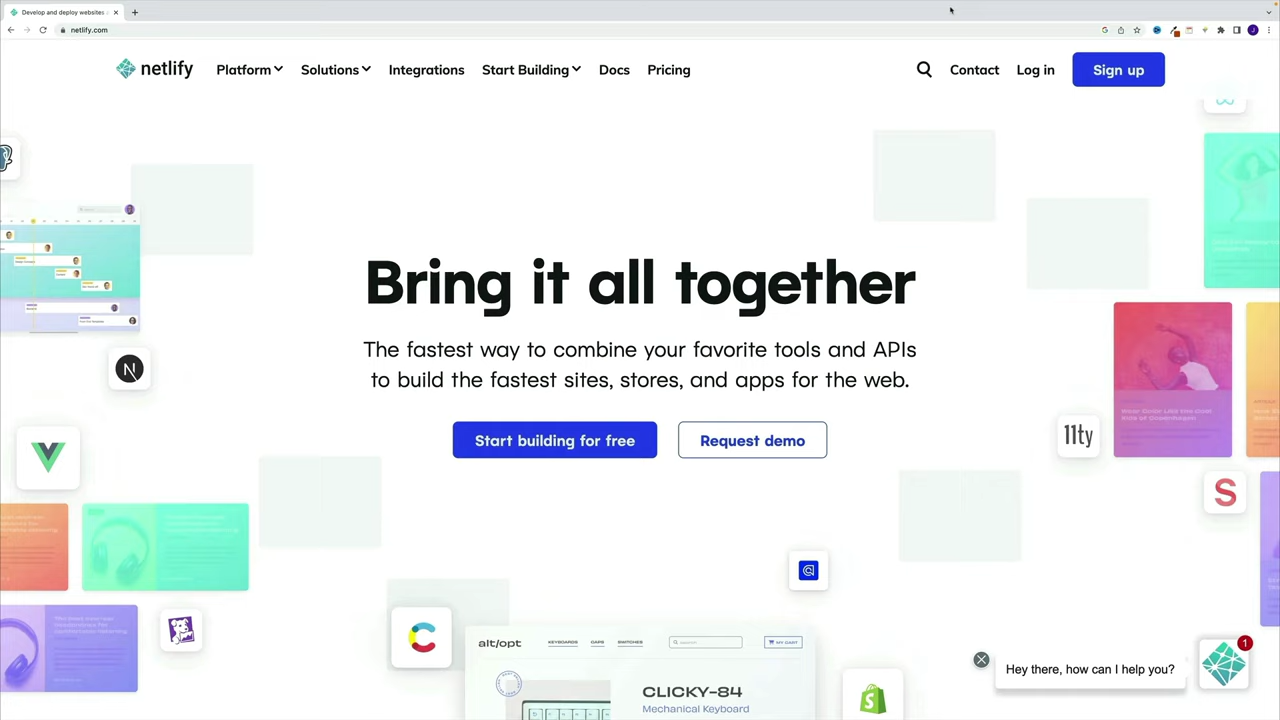 Develop and deploy websites a
netlify.com
netlify
Platform
Solutions
Integrations
Start Building
Docs
Pricing
Contact
Log in
Sign up
Bring it all together
The fastest way to combine your favorite tools and APIs
to build the fastest sites, stores, and apps for the web.
Start building for free
Request demo
N
11ty
S
alt/opt
KEYBOARDS
CAPS
SWITCHES
SEARCH
MY CART
CLICKY-84
Mechanical Keyboard
Hey there, how can I help you?
1